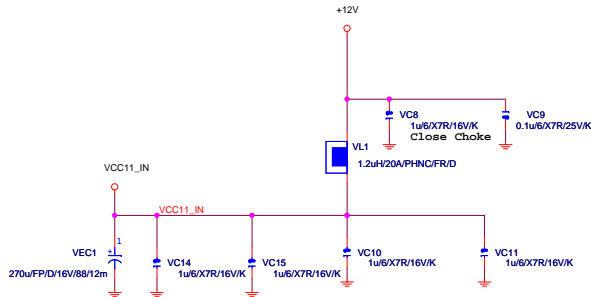 +12V
VC8
1u/6/X7R/16V/K
Close Choke
VC9
0.1u/6/X7R/25V/K
VL1
1.2uH/20A/PHNC/FR/D
VCC11_IN
VCC11_IN
1
+
VEC1
270u/FP/D/16V/88/12m
VC14
1u/6/X7R/16V/K
VC15
1u/6/X7R/16V/K
VC10
1u/6/X7R/16V/K
VC11
1u/6/X7R/16V/K